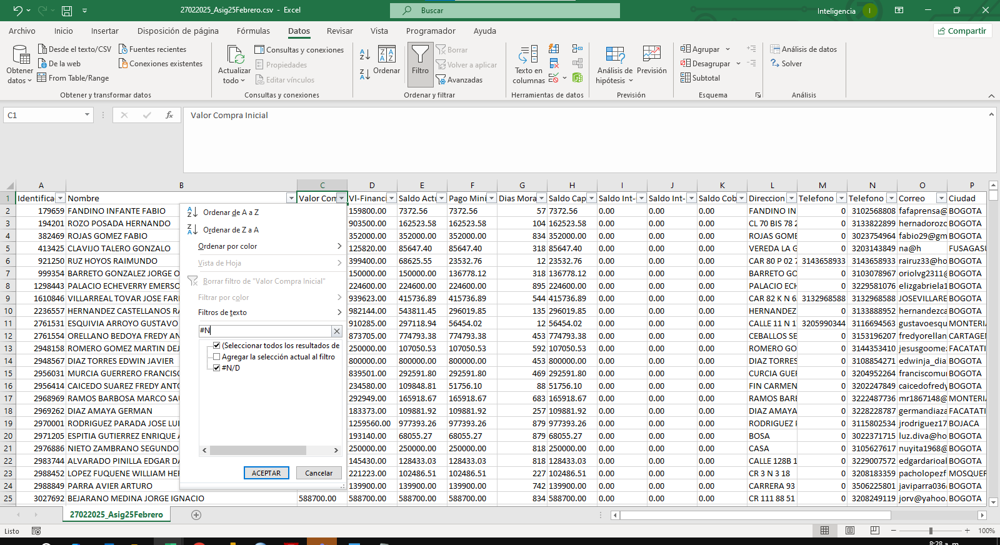 27022025_Asig25Febrero.csv - Excel
Buscar
Inteligencia
I
Archivo Inicio Insertar Disposición de página Fórmulas Datos Revisar Vista Programador Ayuda
Compartir
Obtener datos
Desde el texto/CSV
De la web
From Table/Range
Fuentes recientes
Conexiones existentes
Obtener y transformar datos
Actualizar todo
Consultas y conexiones
Propiedades
Editar vínculos
Consultas y conexiones
Ordenar
Filtro
Borrar
Volver a aplicar
Avanzadas
Ordenar y filtrar
Texto en columnas
Herramientas de datos
Análisis de hipótesis
Previsión
Previsión
Agrupar
Desagrupar
Subtotal
Esquema
Análisis de datos
Solver
Análisis
C1
fx
Valor Compra Inicial
A B C D E F G H I J K L M N O P
1 Identifica Nombre Valor Com Vl-Financi Saldo Actu Pago Mini Dias Mora Saldo Cap Saldo Int- Saldo Int- Saldo Cob Direccion Telefono Telefono Correo Ciudad
2 179659 FANDINO INFANTE FABIO 159800.00 7372.56 7372.56 57 7372.56 0.00 0.00 0.00 FANDINO IN 0 3102568808 fafaprensa@ BOGOTA
3 194201 ROZO POSADA HERNANDO 903500.00 162523.58 162523.58 104 162523.58 0.00 0.00 0.00 CL 70 BIS 78 2 0 3133822899 hernadorozo BOGOTA
4 382469 ROJAS GOMEZ FABIO 352000.00 352000.00 352000.00 834 352000.00 0.00 0.00 0.00 ROJAS GOME 0 3023754964 fabio29@gm BOGOTA
5 413425 CLAVIJO TALERO GONZALO 125820.00 85647.40 85647.40 318 85647.40 0.00 0.00 0.00 VEREDA LA G 0 3203143849 na@h FUSAGASU
6 921250 RUZ HOYOS RAIMUNDO 399400.00 68625.55 23532.76 12 23532.76 0.00 0.00 0.00 CAR 80 P 02 7 3143658933 3143658933 rairuz33@ho BOGOTA
7 999354 BARRETO GONZALEZ JORGE O 150000.00 150000.00 136778.12 318 136778.12 0.00 0.00 0.00 BARRETO GO 0 3103078967 oriolvg2311@ BOGOTA
8 1298443 PALACIO ECHEVERRY EMERSO 224600.00 224600.00 224600.00 895 224600.00 0.00 0.00 0.00 PALACIO ECH 0 3229581076 elizgabriela1 BOGOTA
9 1610846 VILLARREAL TOVAR JOSE FARI 939623.00 415736.89 415736.89 544 415736.89 0.00 0.00 0.00 CAR 82 K N 6 3132968588 3132968588 JOSEVILLARE BOGOTA
10 2236557 HERNANDEZ CASTELLANOS RA 982144.00 543811.45 296019.85 135 296019.85 0.00 0.00 0.00 HERNANDEZ 0 3133888952 hernandezca BOGOTA
11 2761531 ESQUIVIA ARROYO GUSTAVO 910285.00 297118.94 56454.02 12 56454.02 0.00 0.00 0.00 CALLE 11 N 1 3205990344 3116694563 gustavoesqu MONTERIA
12 2761554 ORELLANO BEDOYA FREDY AN 873705.00 774793.38 774793.38 453 774793.38 0.00 0.00 0.00 CEBALLOS SE 0 3153196207 fredyorellan CARTAGEN
13 2948158 ROMERO GOMEZ MARTIN DEJ 250000.00 107050.53 107050.53 592 107050.53 0.00 0.00 0.00 ROMERO GO 0 3144353410 jesusgoomez FACATATI
14 2948567 DIAZ TORRES EDWIN JAVIER 800000.00 800000.00 800000.00 453 800000.00 0.00 0.00 0.00 DIAZ TORRES 0 3108854271 edwinja_dia BOGOTA
15 2956031 MURCIA GUERRERO FRANCISC 839501.00 292591.80 292591.80 469 292591.80 0.00 0.00 0.00 CURCIA GUER 0 3204952264 franciscomur BOGOTA
16 2956414 CAICEDO SUAREZ FREDY ANTO 234580.00 109848.81 51756.10 88 51756.10 0.00 0.00 0.00 FIN CARMEN 0 3202247849 caicedofredy BOGOTA
17 2968969 RAMOS BARBOSA MARCO SAU 292949.00 165918.67 165918.67 683 165918.67 0.00 0.00 0.00 RAMOS BARB 0 3222487736 mr1867148@ MONTERIA
18 2969262 DIAZ AMAYA GERMAN 183373.00 109881.92 109881.92 257 109881.92 0.00 0.00 0.00 DIAZ AMAYA 0 3228228787 germandiaza FACATATI
19 2970001 RODRIGUEZ PARADA JOSE LUI 1259560.00 977393.26 977393.26 879 977393.26 0.00 0.00 0.00 RODRIGUEZ P 0 3115802534 jrodriguez17 BOJACA
20 2971205 ESPITIA GUTIERREZ ENRIQUE A 193140.00 68055.27 68055.27 879 68055.27 0.00 0.00 0.00 BOSA 0 3022371715 luz.diva@ho BOGOTA
21 2976886 NIETO ZAMBRANO SEGUNDO 250000.00 250000.00 250000.00 818 250000.00 0.00 0.00 0.00 CASA 0 3105627617 nuyita1968@ BOGOTA
22 2983744 ALVARADO PINILLA EDGAR DA 145430.00 128433.03 128433.03 818 128433.03 0.00 0.00 0.00 CALLE 128B 1 0 3229007572 edgardarioal BOGOTA
23 2988452 LOPEZ FUQUENE WILLIAM HER 221223.00 102486.51 102486.51 227 102486.51 0.00 0.00 0.00 CR 3 N 3 18 0 3208183359 pacholopezf MOSQUER
24 2988849 PARRA AVIER ARTURO 139900.00 139900.00 139900.00 742 139900.00 0.00 0.00 0.00 CARRERA 93 0 3506225801 javiparra036 BOGOTA
25 3027692 BEJARANO MEDINA JORGE IGNACIO 588700.00 588700.00 588700.00 588700.00 834 588700.00 0.00 0.00 0.00 CR 111 88 51 0 3208249119 jorv@yahoo. BOGOTA
Ordenar de A a Z
Ordenar de Z a A
Ordenar por color
Vista de Hoja
Borrar filtro de "Valor Compra Inicial"
Filtrar por color
Filtros de texto
#N
(Seleccionar todos los resultados de
Agregar la selección actual al filtro
#N/D
ACEPTAR Cancelar
27022025_Asig25Febrero
Listo
100%